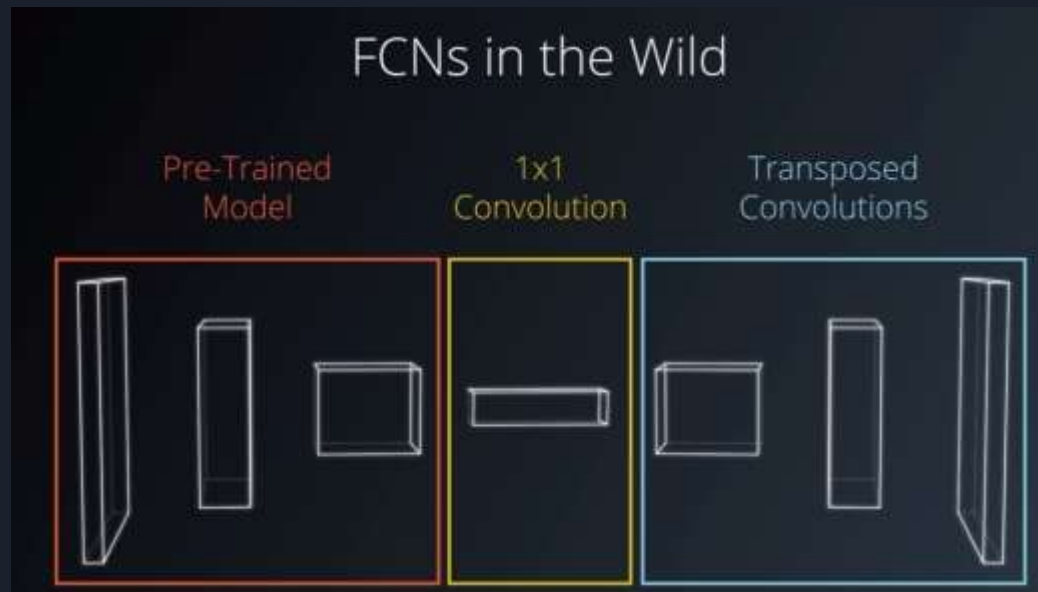 FCNs in the Wild
Pre-Trained
Model
1x1
Convolution
Transposed
Convolutions